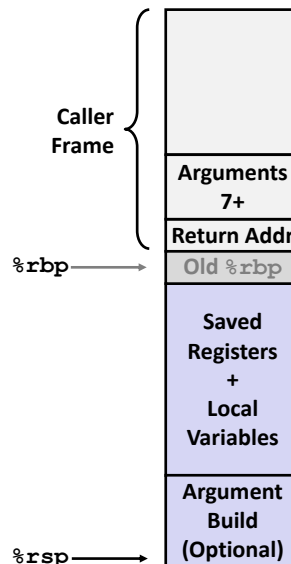 Caller
Frame
Arguments
7+
Return Addr
%rbp
Old %rbp
Saved
Registers
+
Local
Variables
Argument
Build
(Optional)
%rsp